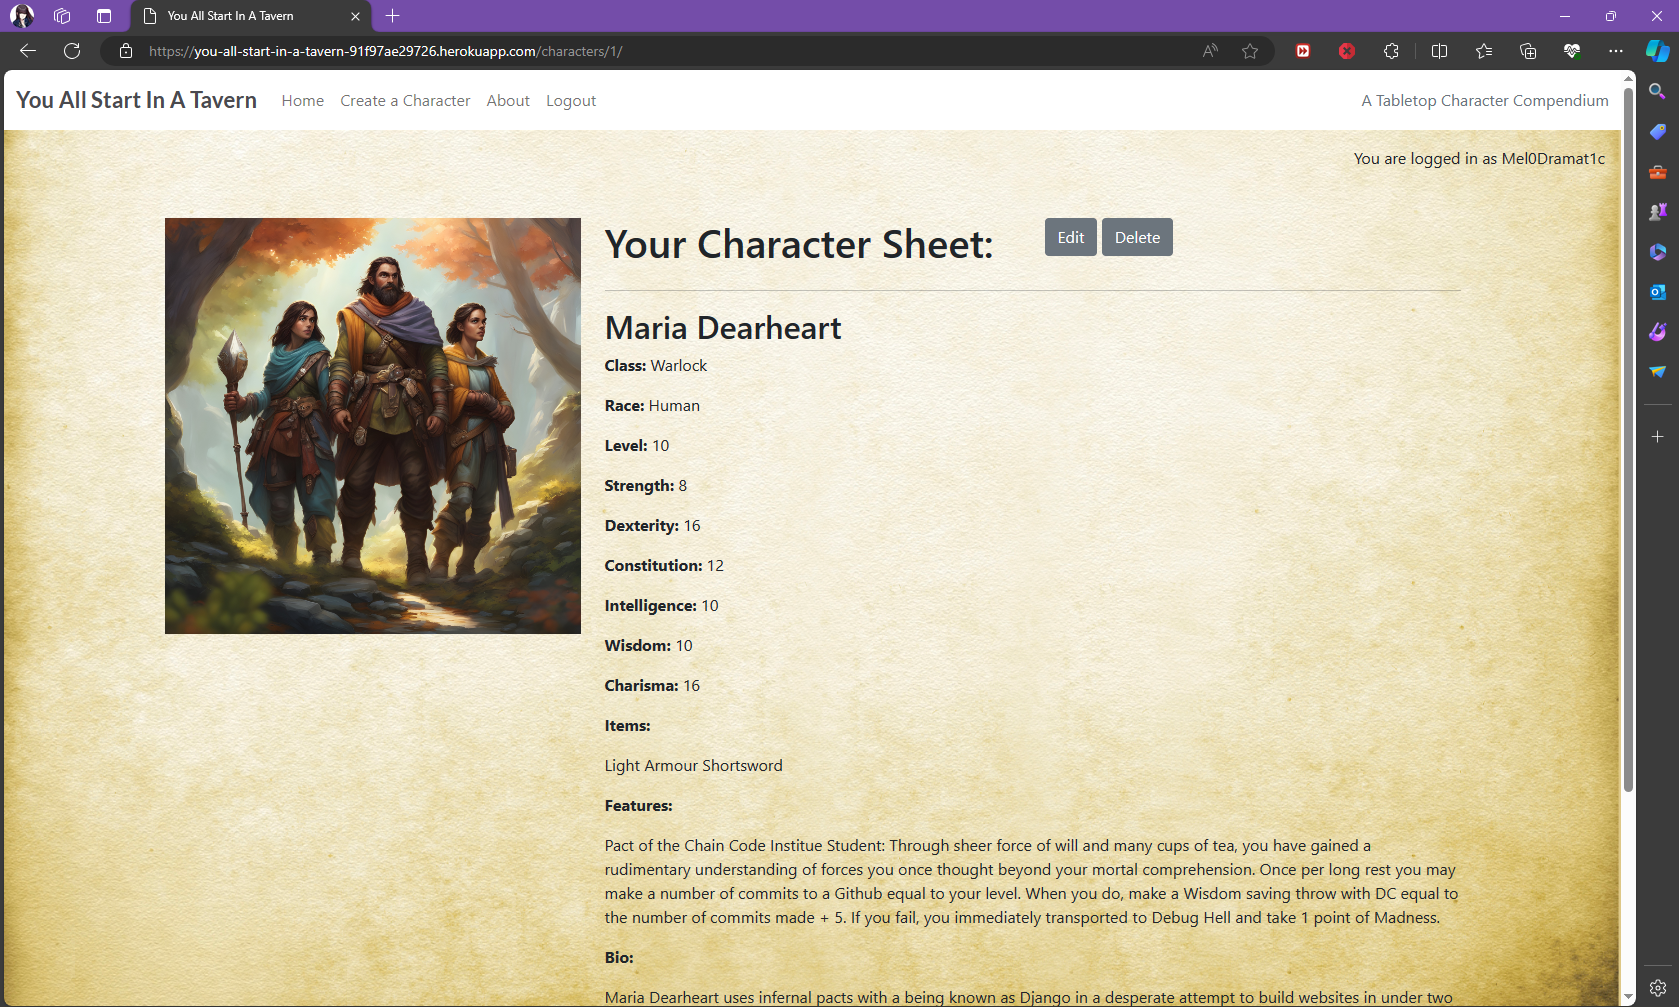 You All Start In A Tavern
https://you-all-start-in-a-tavern-91f97ae29726.herokuapp.com/characters/1/
You All Start In A Tavern Home Create a Character About Logout A Tabletop Character Compendium
You are logged in as Mel0Dramat1c
Your Character Sheet: Edit Delete
Maria Dearheart
Class: Warlock
Race: Human
Level: 10
Strength: 8
Dexterity: 16
Constitution: 12
Intelligence: 10
Wisdom: 10
Charisma: 16
Items:
Light Armour Shortsword
Features:
Pact of the Chain Code Institue Student: Through sheer force of will and many cups of tea, you have gained a
rudimentary understanding of forces you once thought beyond your mortal comprehension. Once per long rest you may
make a number of commits to a Github equal to your level. When you do, make a Wisdom saving throw with DC equal to
the number of commits made + 5. If you fail, you immediately transported to Debug Hell and take 1 point of Madness.
Bio:
Maria Dearheart uses infernal pacts with a being known as Django in a desperate attempt to build websites in under two